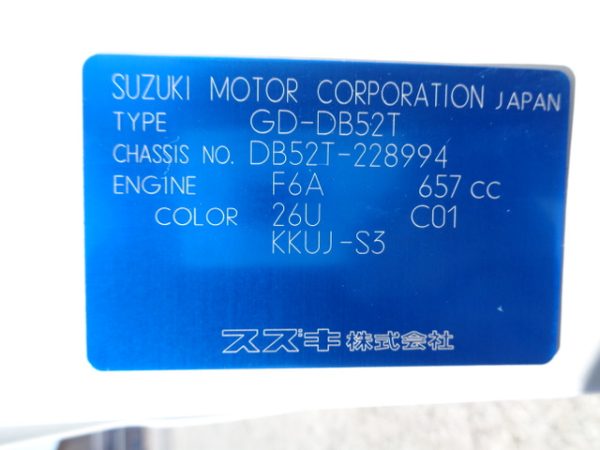 SUZUKI MOTOR CORPORATION JAPAN
TYPE GD-DB52T
CHASSIS NO. DB52T-228994
ENGINE F6A 657 cc
COLOR 26U C01
KKUJ-S3
スズキ株式会社